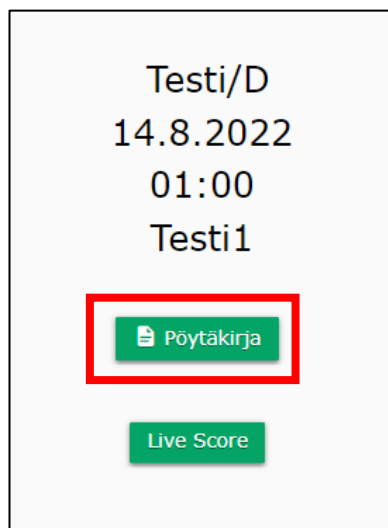 Testi/D
14.8.2022
01:00
Testi1
Pöytäkirja
Live Score